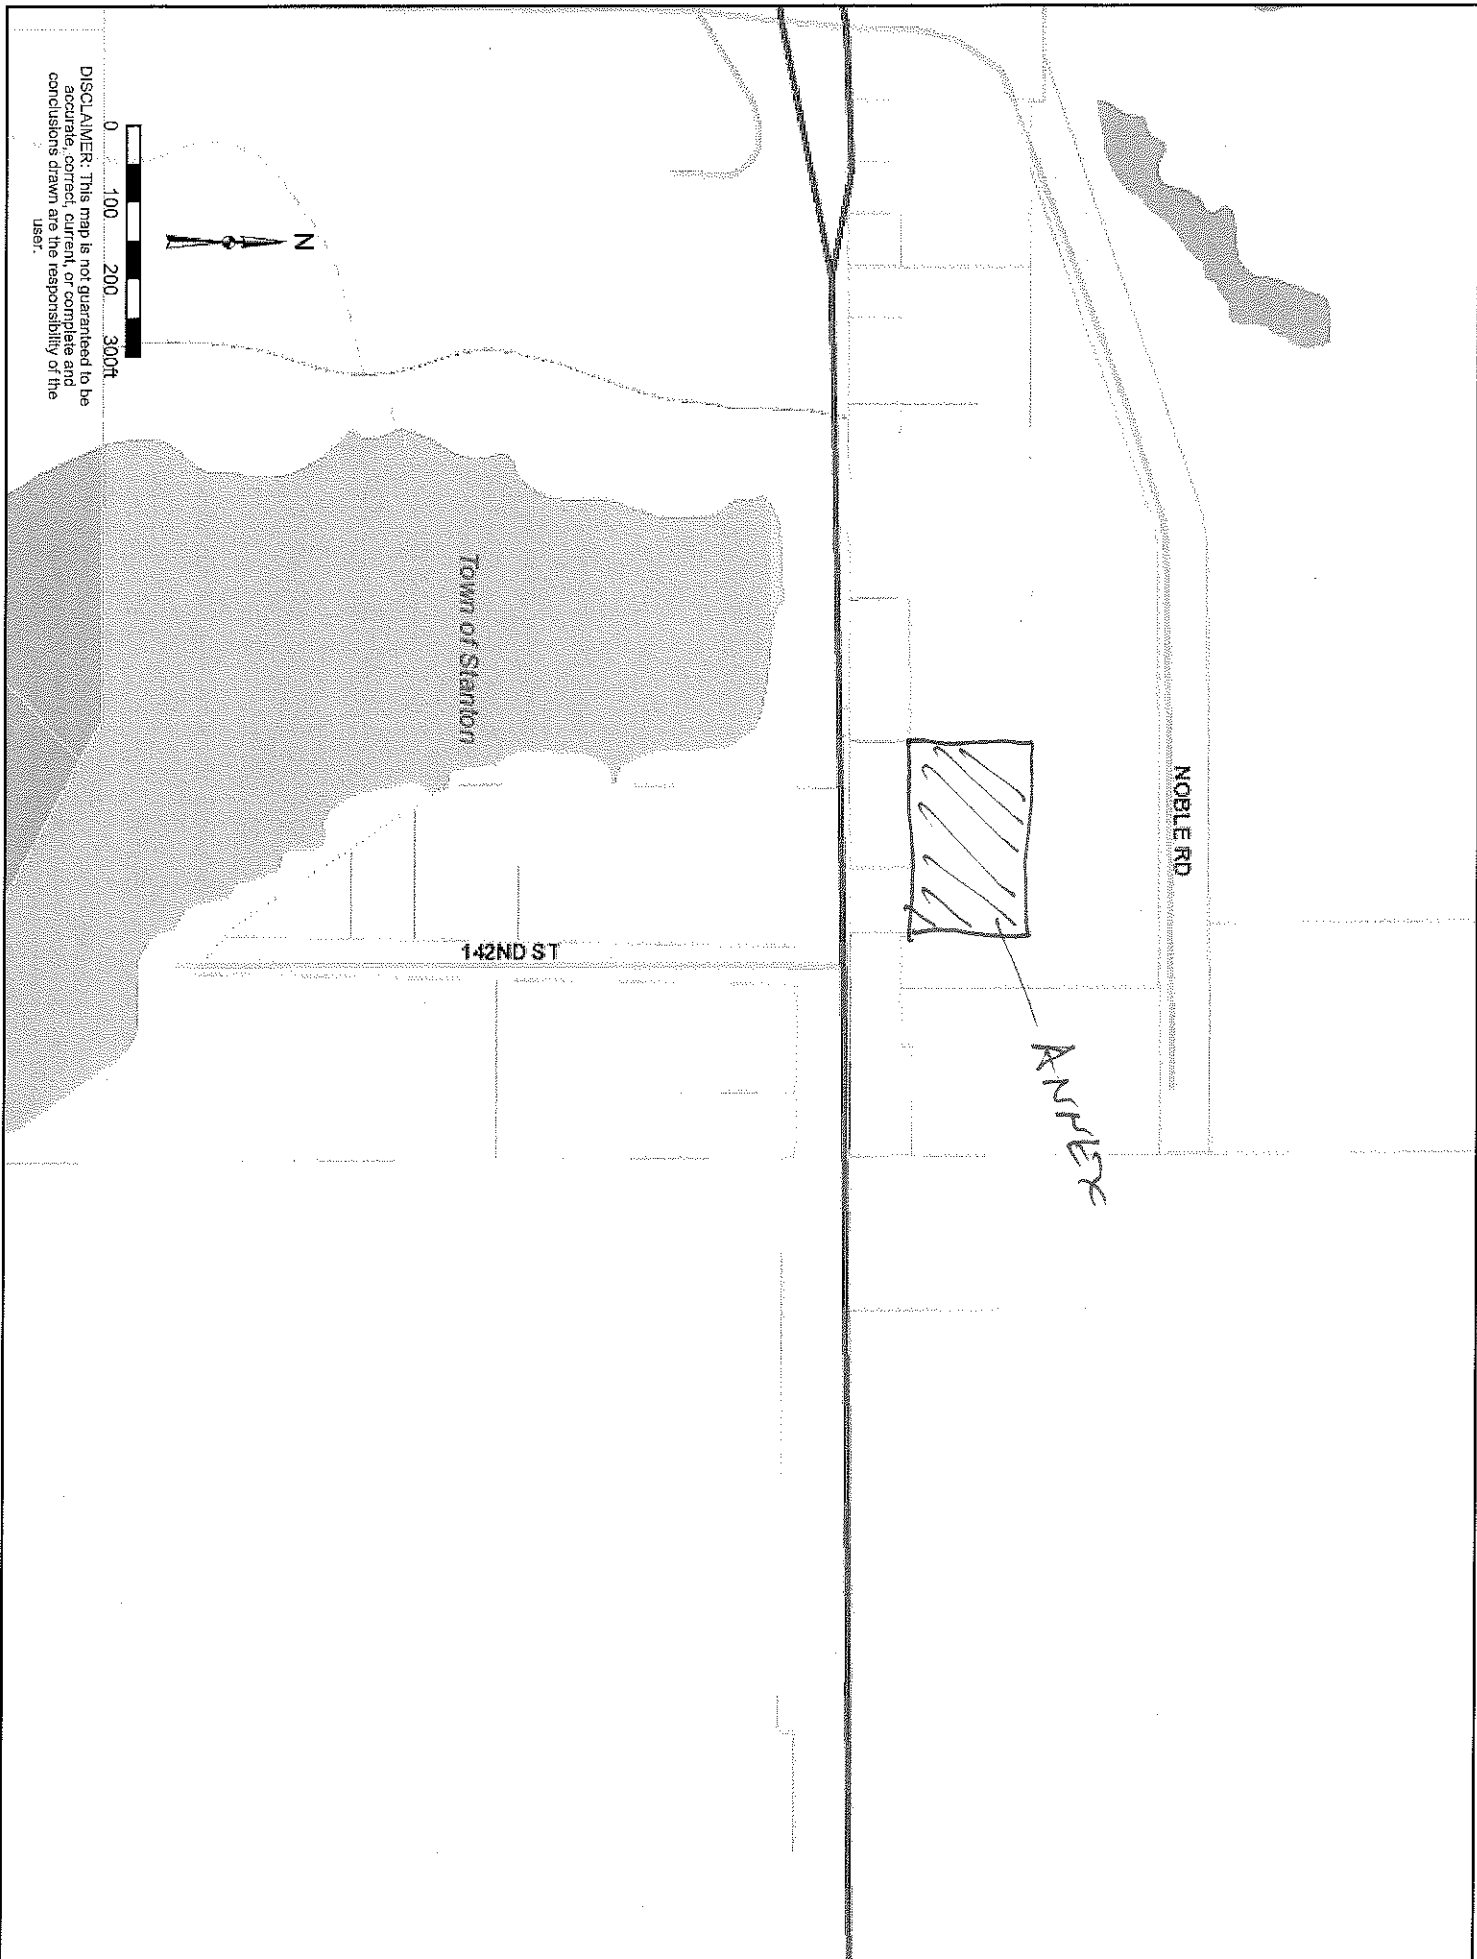 NOBLE RD
ANNEX
Town of Stanton
142ND ST
N
0 100 200 300ft
DISCLAIMER: This map is not guaranteed to be
accurate, correct, current, or complete and
conclusions drawn are the responsibility of the
user.